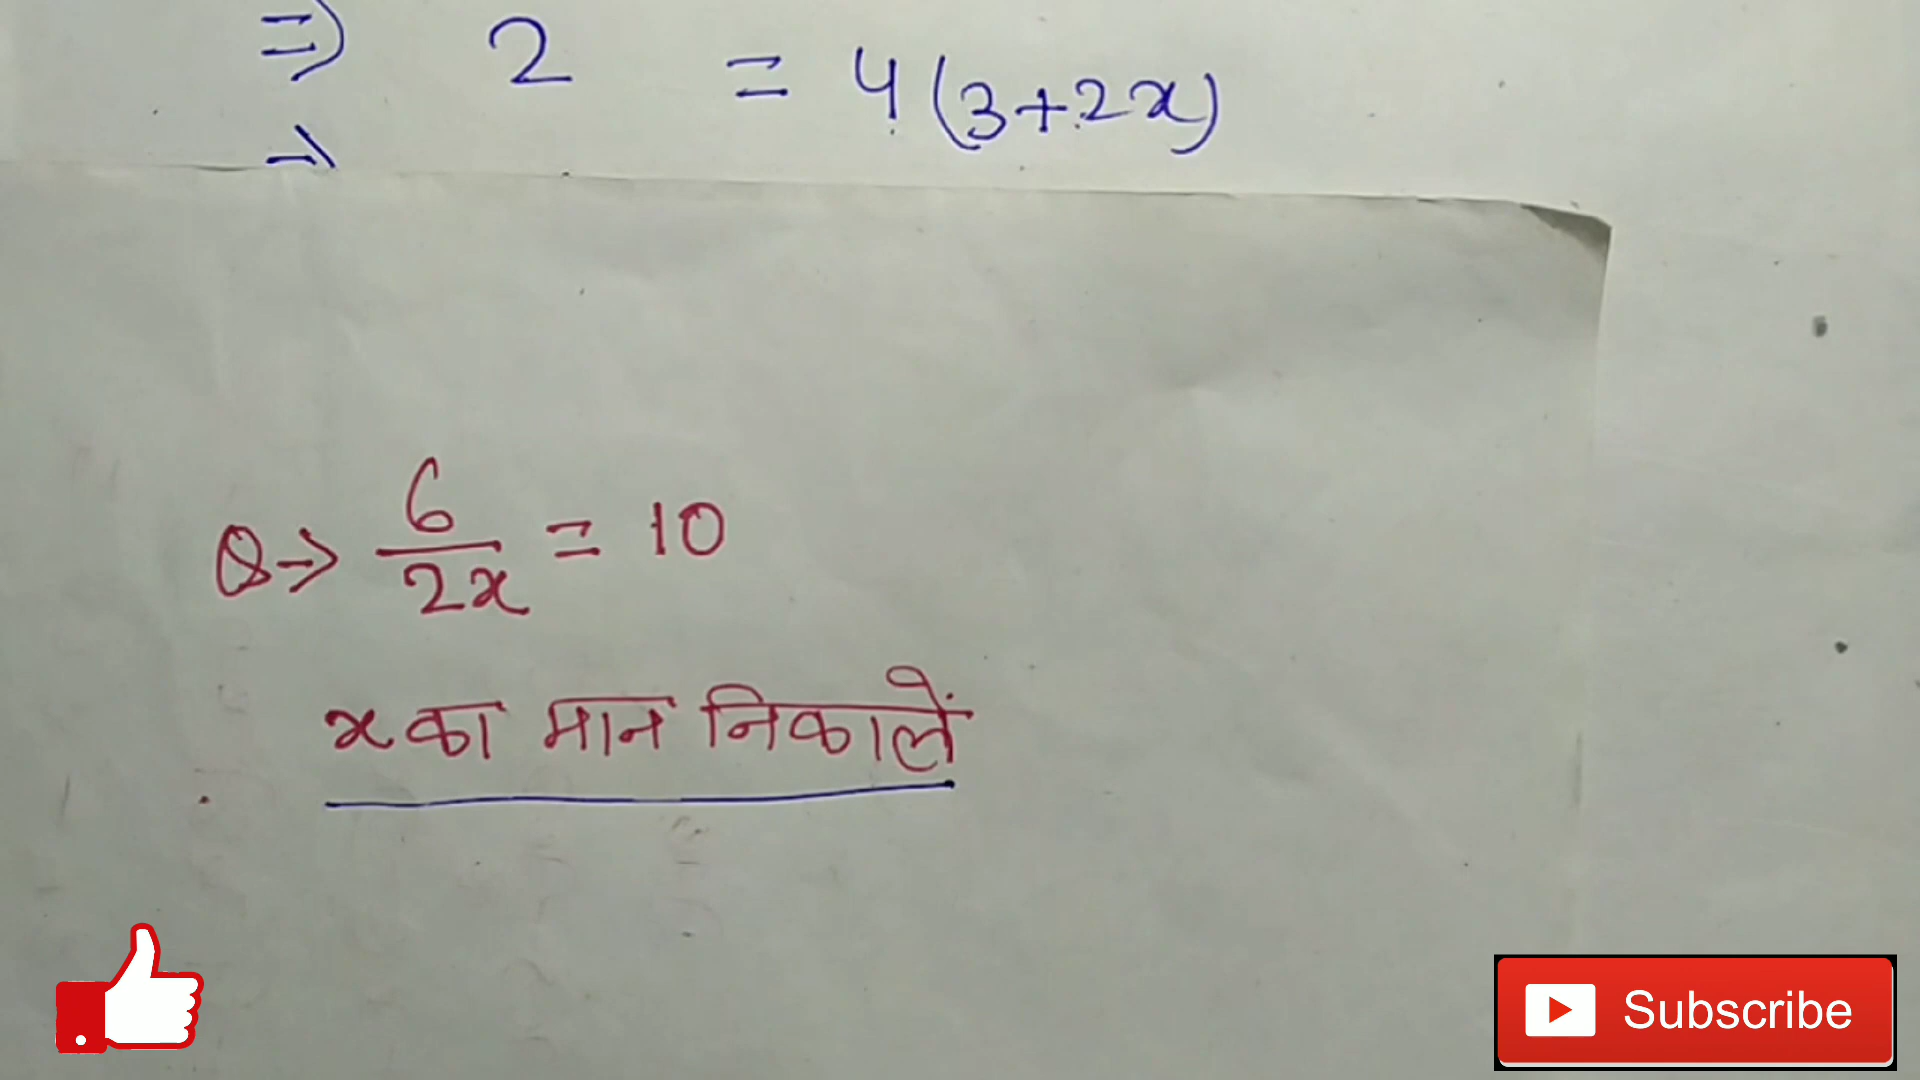 ⇒ 2 = 4(3+2x)
⇒
Q→ 6/2x = 10
x का मान निकालें
Subscribe